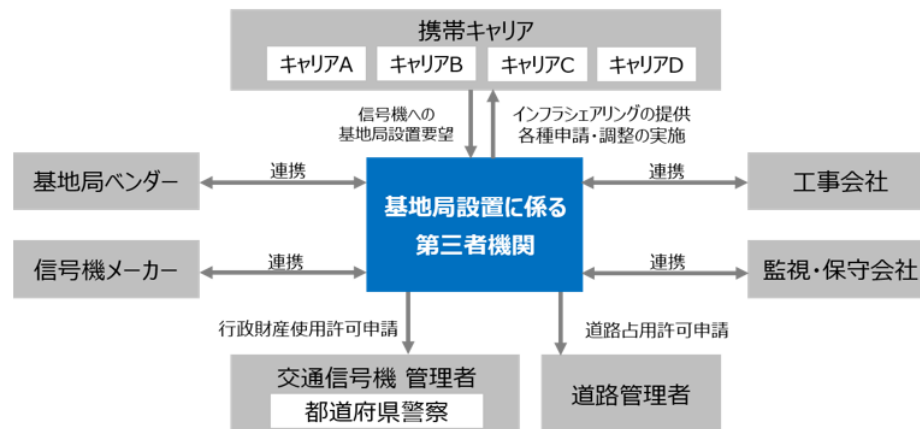 携帯キャリア
キャリアA キャリアB キャリアC キャリアD
信号機への
基地局設置要望
インフラシェアリングの提供
各種申請・調整の実施
基地局ベンダー
連携
基地局設置に係る
第三者機関
連携
工事会社
信号機メーカー
連携
連携
監視・保守会社
行政財産使用許可申請
道路占用許可申請
交通信号機 管理者
都道府県警察
道路管理者